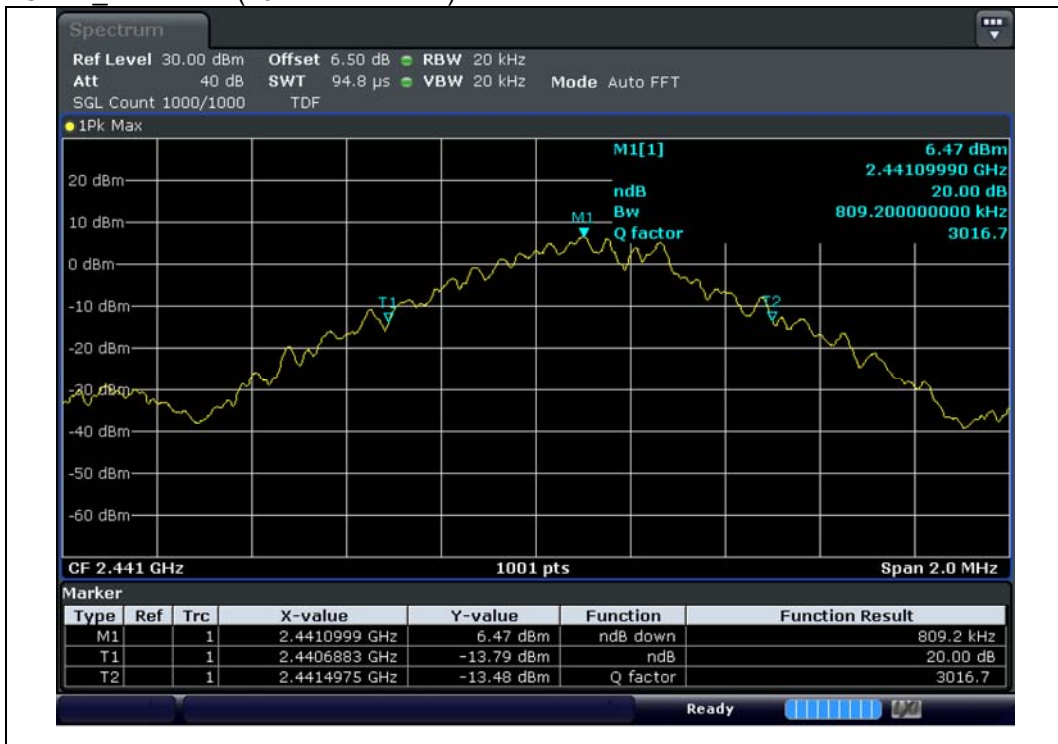 Spectrum
Ref Level 30.00 dBm Offset 6.50 dB RBW 20 kHz
Att 40 dB SWT 94.8 µs VBW 20 kHz Mode Auto FFT
SGL Count 1000/1000 TDF
1Pk Max
M1[1] 6.47 dBm
2.44109990 GHz
ndB 20.00 dB
Bw 809.200000000 kHz
Q factor 3016.7
20 dBm
10 dBm
M1
0 dBm
-10 dBm
T1
T2
-20 dBm
-30 dBm
-40 dBm
-50 dBm
-60 dBm
CF 2.441 GHz 1001 pts Span 2.0 MHz
Marker
Type Ref Trc X-value Y-value Function Function Result
M1 1 2.4410999 GHz 6.47 dBm ndB down 809.2 kHz
T1 1 2.4406883 GHz -13.79 dBm ndB 20.00 dB
T2 1 2.4414975 GHz -13.48 dBm Q factor 3016.7
Ready